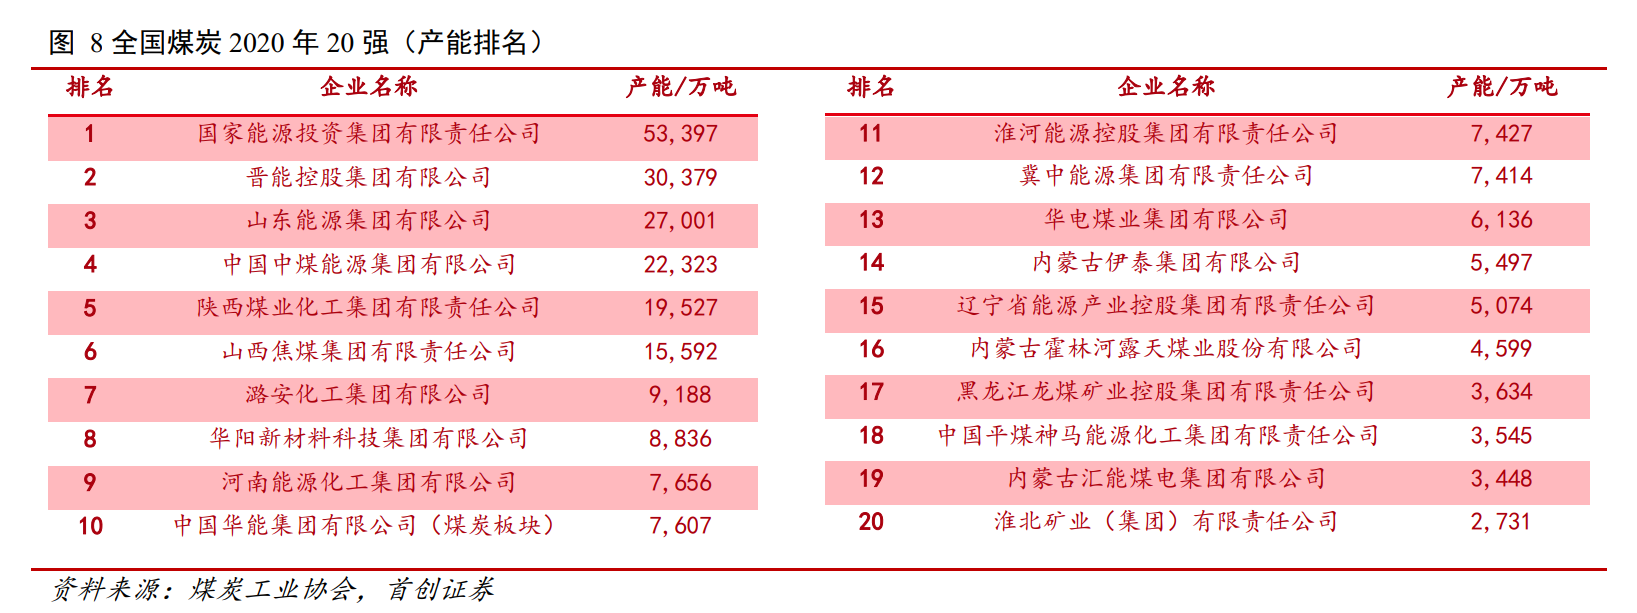 图 8 全国煤炭 2020 年 20 强（产能排名）
排名 企业名称 产能/万吨
1 国家能源投资集团有限责任公司 53,397
2 晋能控股集团有限公司 30,379
3 山东能源集团有限公司 27,001
4 中国中煤能源集团有限公司 22,323
5 陕西煤业化工集团有限责任公司 19,527
6 山西焦煤集团有限责任公司 15,592
7 潞安化工集团有限公司 9,188
8 华阳新材料科技集团有限公司 8,836
9 河南能源化工集团有限公司 7,656
10 中国华能集团有限公司（煤炭板块） 7,607
排名 企业名称 产能/万吨
11 淮河能源控股集团有限责任公司 7,427
12 冀中能源集团有限责任公司 7,414
13 华电煤业集团有限公司 6,136
14 内蒙古伊泰集团有限公司 5,497
15 辽宁省能源产业控股集团有限责任公司 5,074
16 内蒙古霍林河露天煤业股份有限公司 4,599
17 黑龙江龙煤矿业控股集团有限责任公司 3,634
18 中国平煤神马能源化工集团有限责任公司 3,545
19 内蒙古汇能煤电集团有限公司 3,448
20 淮北矿业（集团）有限责任公司 2,731
资料来源：煤炭工业协会，首创证券